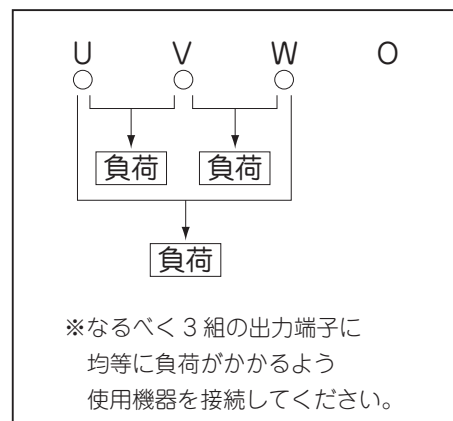 U V W O
負荷 負荷
負荷
※なるべく3組の出力端子に
均等に負荷がかかるよう
使用機器を接続してください。